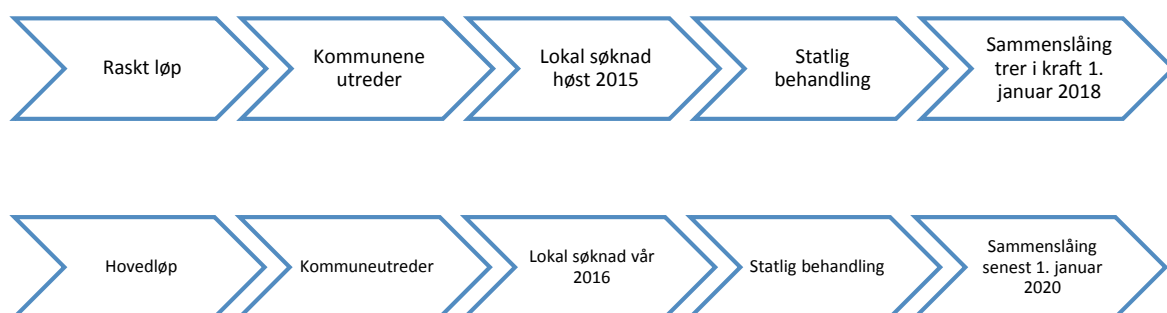 Raskt løp
Kommunene
utreder
Lokal søknad
høst 2015
Statlig
behandling
Sammenslåing
trer i kraft 1.
januar 2018
Hovedløp
Kommuneutreder
Lokal søknad vår
2016
Statlig behandling
Sammenslåing
senest 1. januar
2020